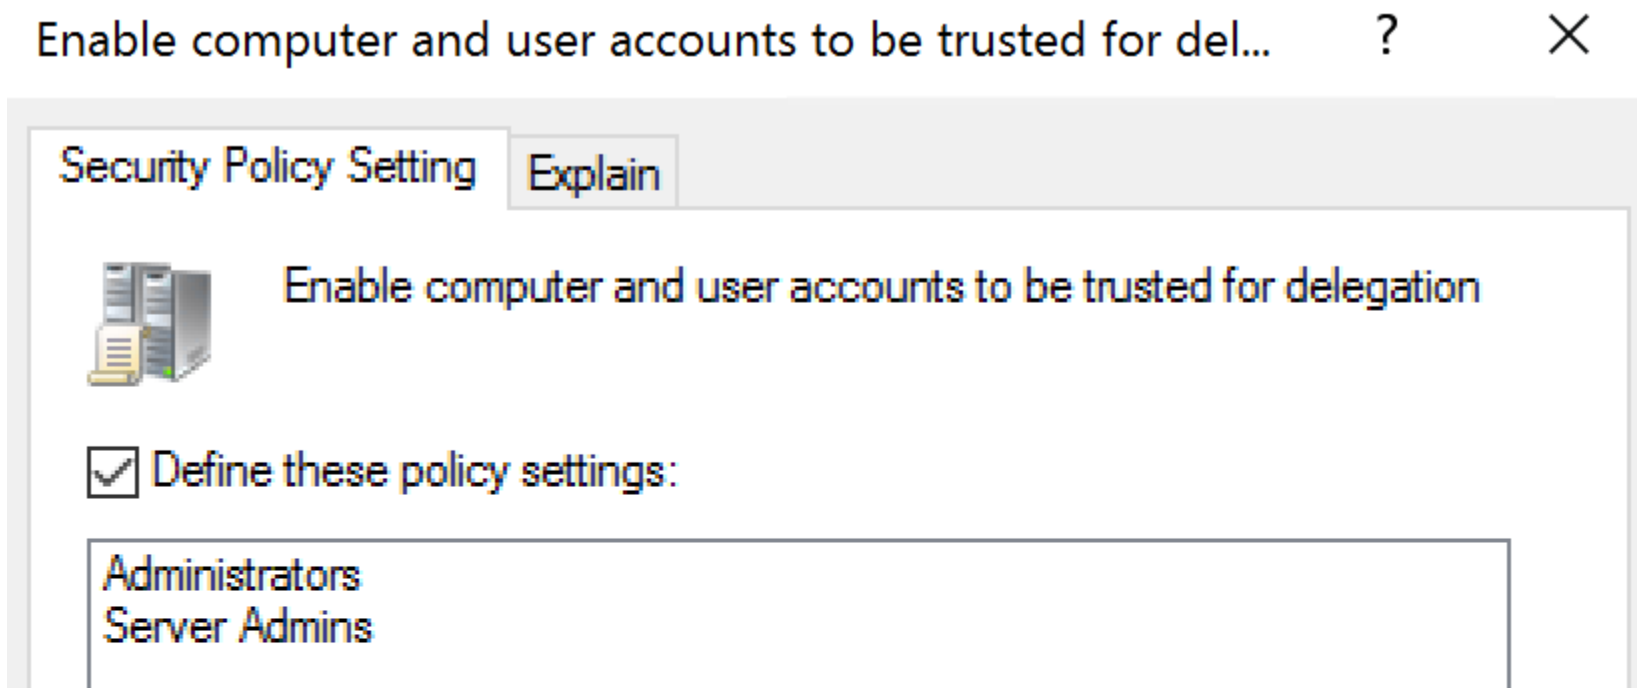 Enable computer and user accounts to be trusted for del... ? ×
Security Policy Setting Explain
Enable computer and user accounts to be trusted for delegation
Define these policy settings:
Administrators
Server Admins